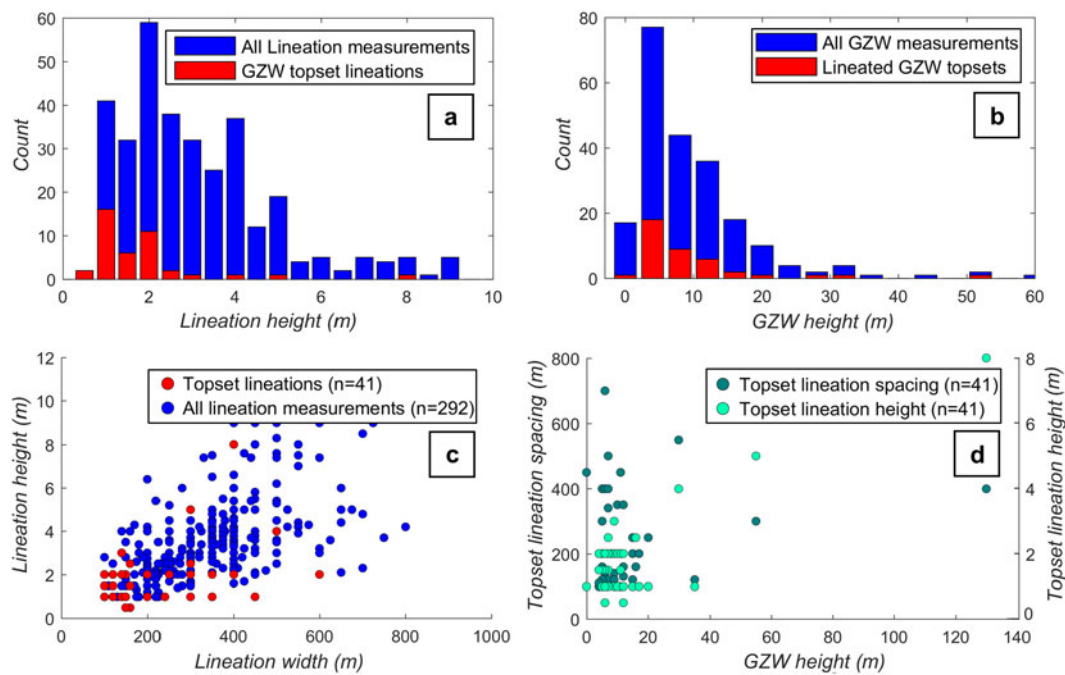 60
50
40
30
20
10
0
Count
All Lineation measurements
GZW topset lineations
a
0 2 4 6 8 10
Lineation height (m)
80
60
40
20
0
Count
All GZW measurements
Lineated GZW topsets
b
0 10 20 30 40 50 60
GZW height (m)
12
10
8
6
4
2
0
Lineation height (m)
Topset lineations (n=41)
All lineation measurements (n=292)
c
0 200 400 600 800 1000
Lineation width (m)
800
600
400
200
0
Topset lineation spacing (m)
Topset lineation spacing (n=41)
Topset lineation height (n=41)
d
8
6
4
2
0
Topset lineation height (m)
0 20 40 60 80 100 120 140
GZW height (m)